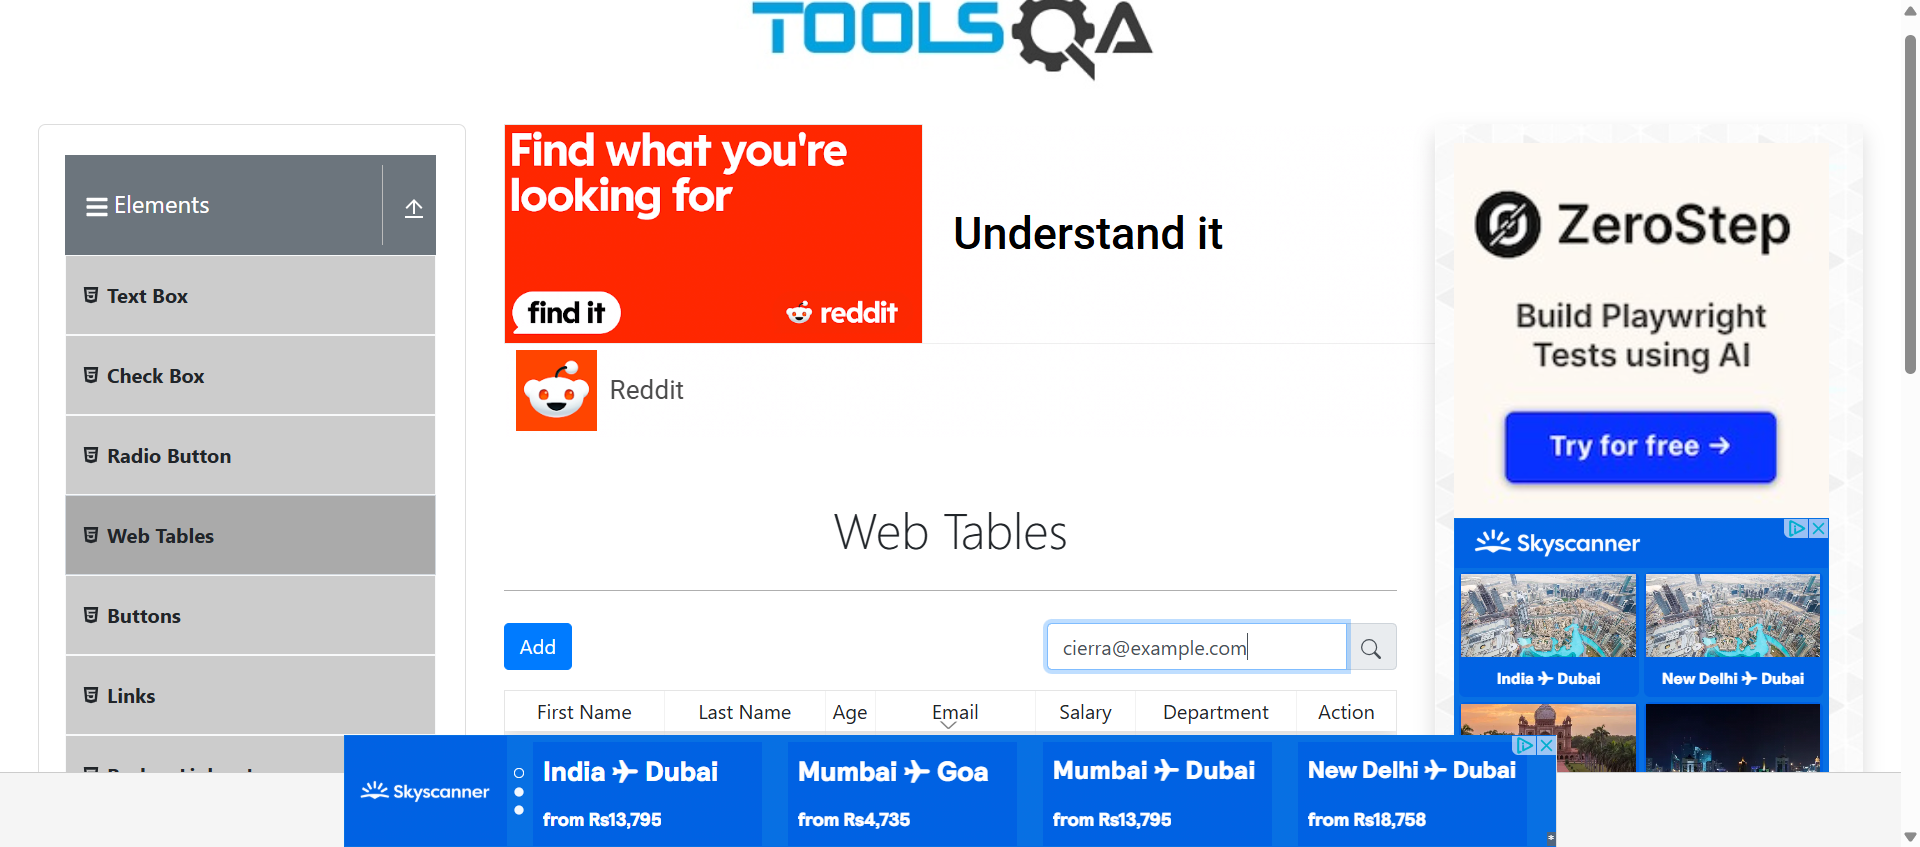 TOOLSQA
Elements
Text Box
Check Box
Radio Button
Web Tables
Buttons
Links
Find what you're
looking for
find it
reddit
Understand it
Reddit
Web Tables
Add
cierra@example.com
First Name Last Name Age Email Salary Department Action
ZeroStep
Build Playwright
Tests using AI
Try for free →
Skyscanner
India ✈ Dubai
New Delhi ✈ Dubai
Skyscanner
India ✈ Dubai
from Rs13,795
Mumbai ✈ Goa
from Rs4,735
Mumbai ✈ Dubai
from Rs13,795
New Delhi ✈ Dubai
from Rs18,758